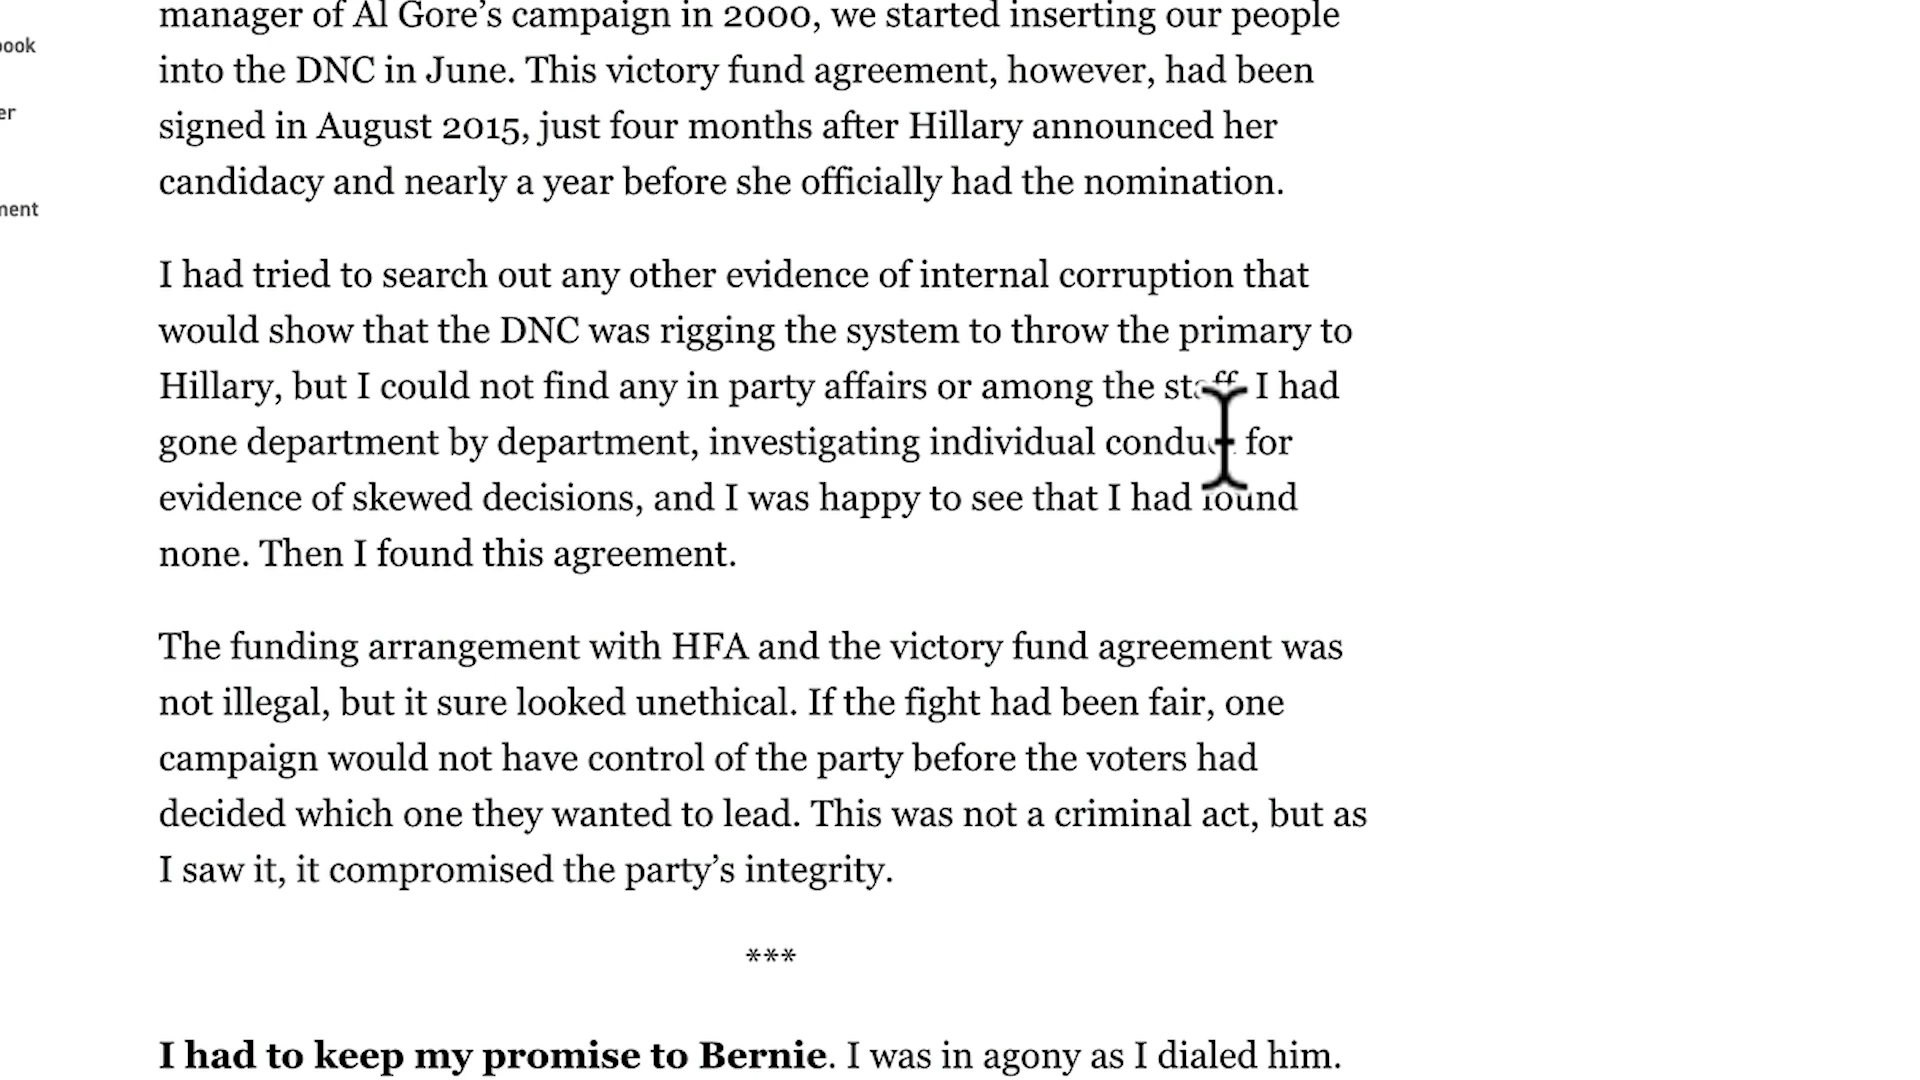 manager of Al Gore’s campaign in 2000, we started inserting our people
into the DNC in June. This victory fund agreement, however, had been
signed in August 2015, just four months after Hillary announced her
candidacy and nearly a year before she officially had the nomination.
I had tried to search out any other evidence of internal corruption that
would show that the DNC was rigging the system to throw the primary to
Hillary, but I could not find any in party affairs or among the staff. I had
gone department by department, investigating individual conduct for
evidence of skewed decisions, and I was happy to see that I had found
none. Then I found this agreement.
The funding arrangement with HFA and the victory fund agreement was
not illegal, but it sure looked unethical. If the fight had been fair, one
campaign would not have control of the party before the voters had
decided which one they wanted to lead. This was not a criminal act, but as
I saw it, it compromised the party’s integrity.
***
I had to keep my promise to Bernie. I was in agony as I dialed him.